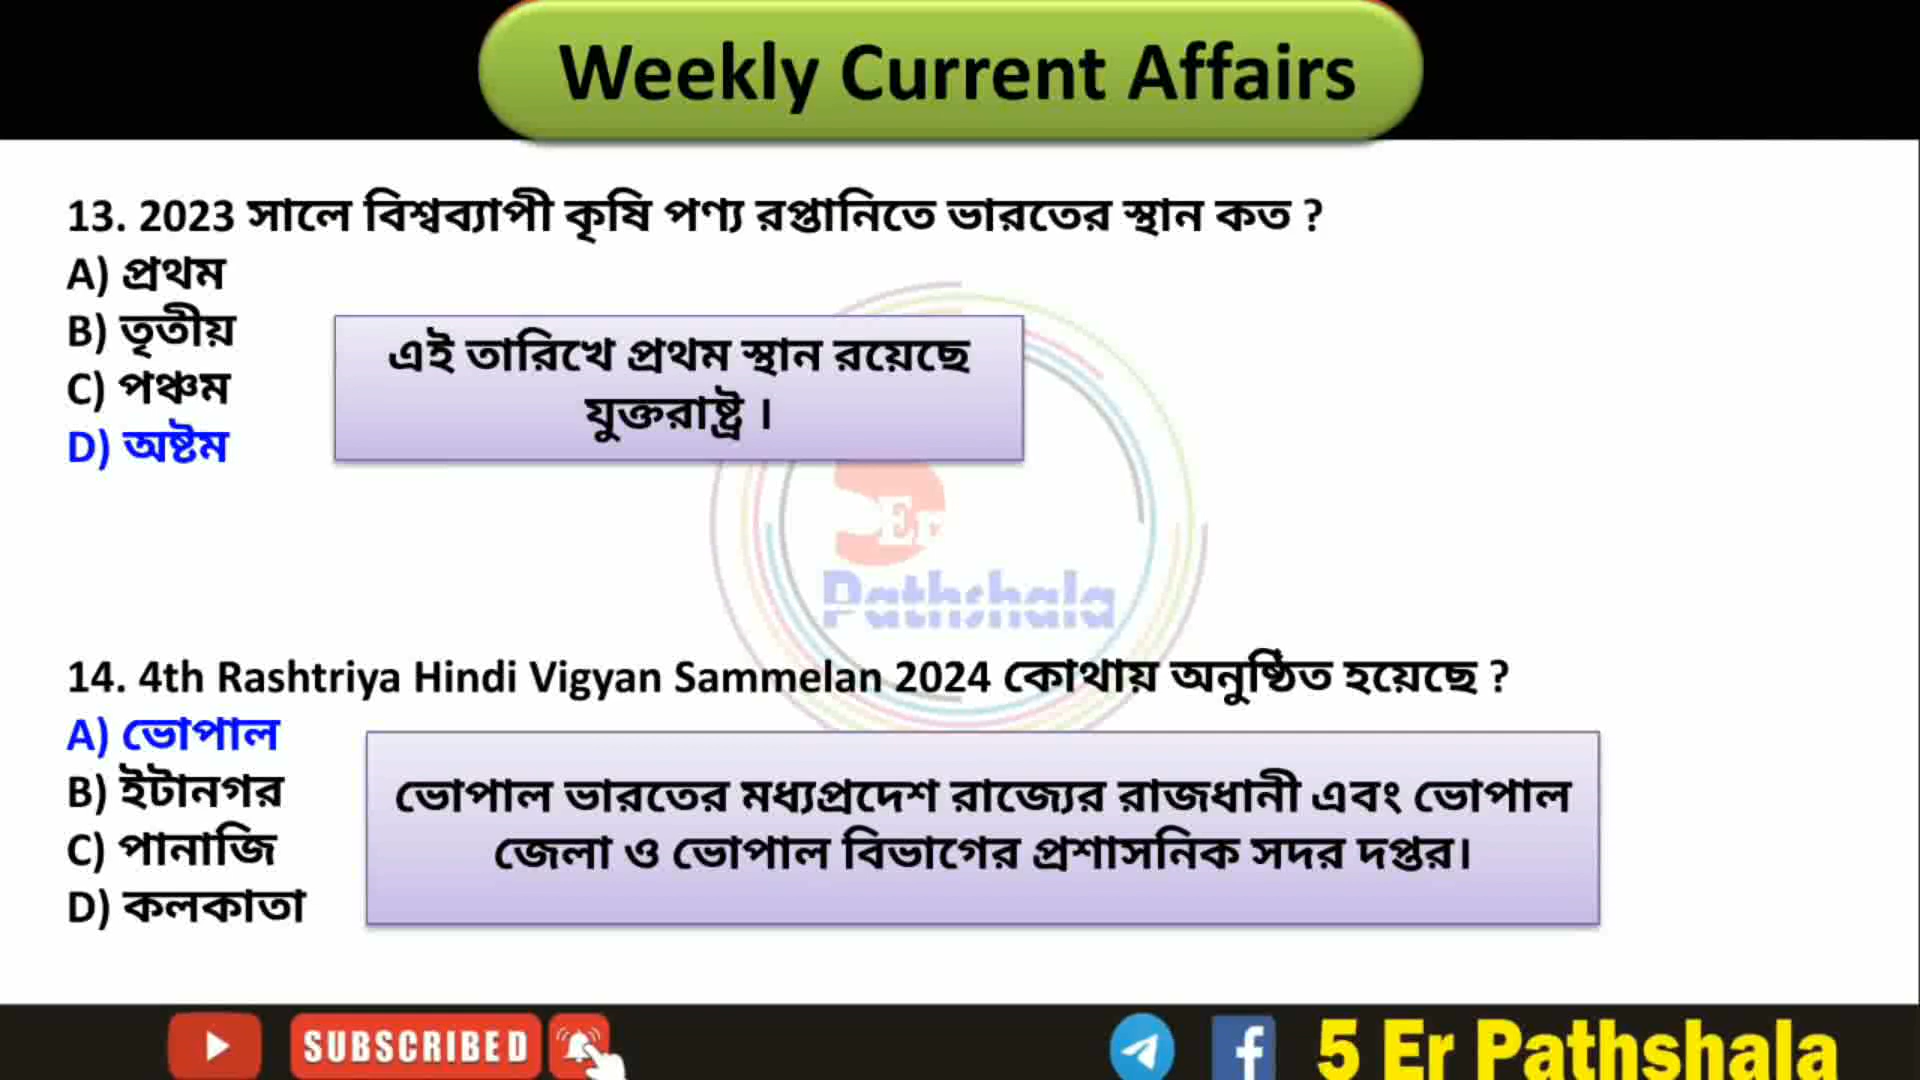 Weekly Current Affairs
13. 2023 সালে বিশ্বব্যাপী কৃষি পণ্য রপ্তানিতে ভারতের স্থান কত ?
A) প্রথম
B) তৃতীয়
C) পঞ্চম
D) অষ্টম
এই তারিখে প্রথম স্থান রয়েছে
যুক্তরাষ্ট্র ।
Er
Pathshala
14. 4th Rashtriya Hindi Vigyan Sammelan 2024 কোথায় অনুষ্ঠিত হয়েছে ?
A) ভোপাল
B) ইটানগর
C) পানাজি
D) কলকাতা
ভোপাল ভারতের মধ্যপ্রদেশ রাজ্যের রাজধানী এবং ভোপাল
জেলা ও ভোপাল বিভাগের প্রশাসনিক সদর দপ্তর।
SUBSCRIBED
5 Er Pathshala